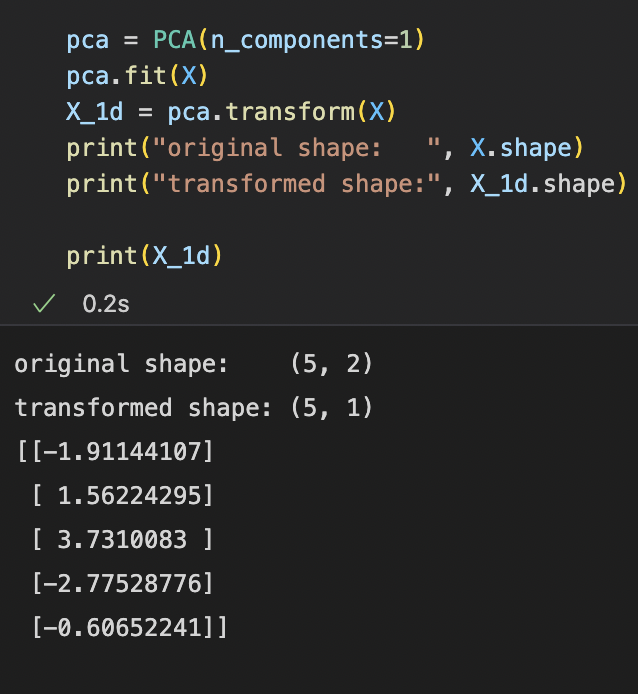 pca = PCA(n_components=1)
pca.fit(X)
X_1d = pca.transform(X)
print("original shape:   ", X.shape)
print("transformed shape:", X_1d.shape)
print(X_1d)
0.2s
original shape:    (5, 2)
transformed shape: (5, 1)
[[-1.91144107]
 [ 1.56224295]
 [ 3.7310083 ]
 [-2.77528776]
 [-0.60652241]]